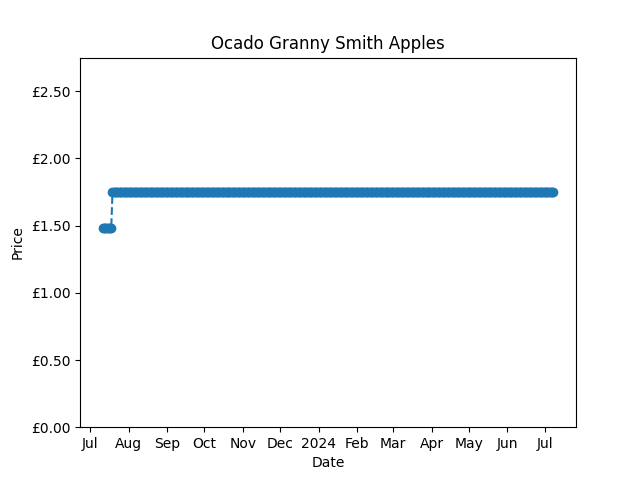 Ocado Granny Smith Apples
£2.50
£2.00
£1.50
£1.00
£0.50
£0.00
Price
Jul Aug Sep Oct Nov Dec 2024 Feb Mar Apr May Jun Jul
Date